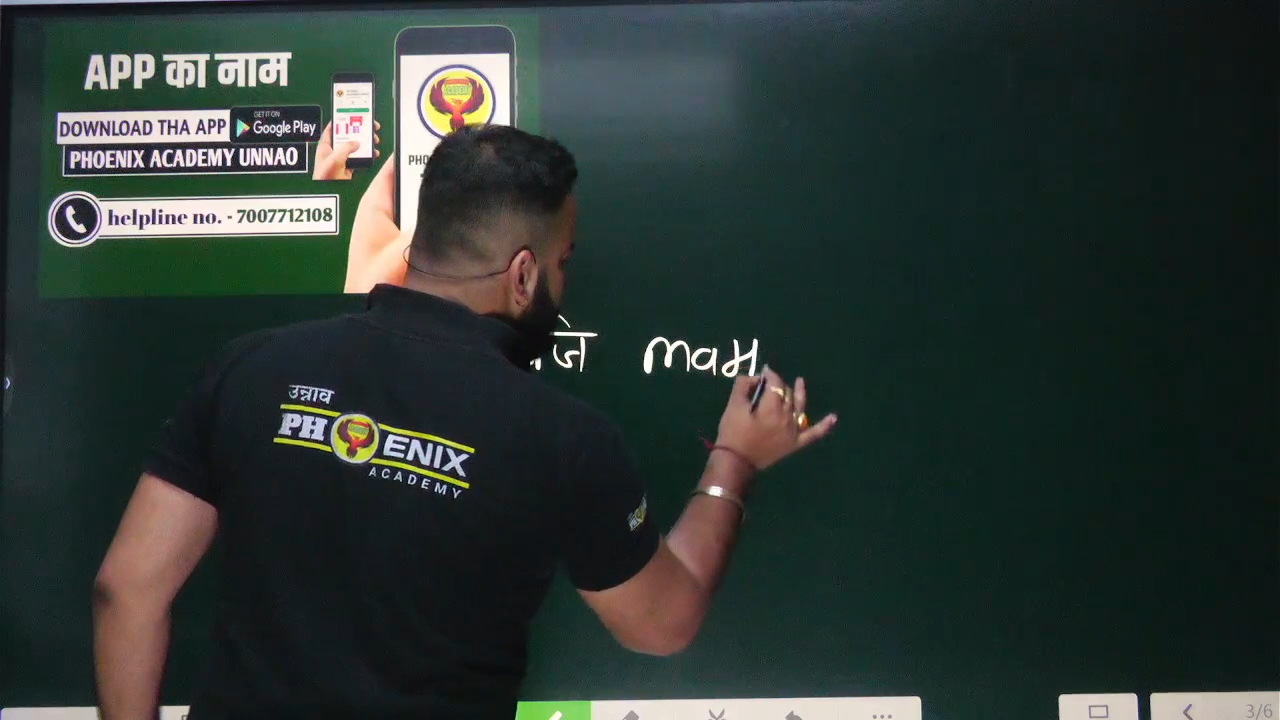 APP का नाम
DOWNLOAD THA APP
GET IT ON
Google Play
PHOENIX ACADEMY UNNAO
helpline no. - 7007712108
जि maH
उन्नाव
PHOENIX
ACADEMY
3/6